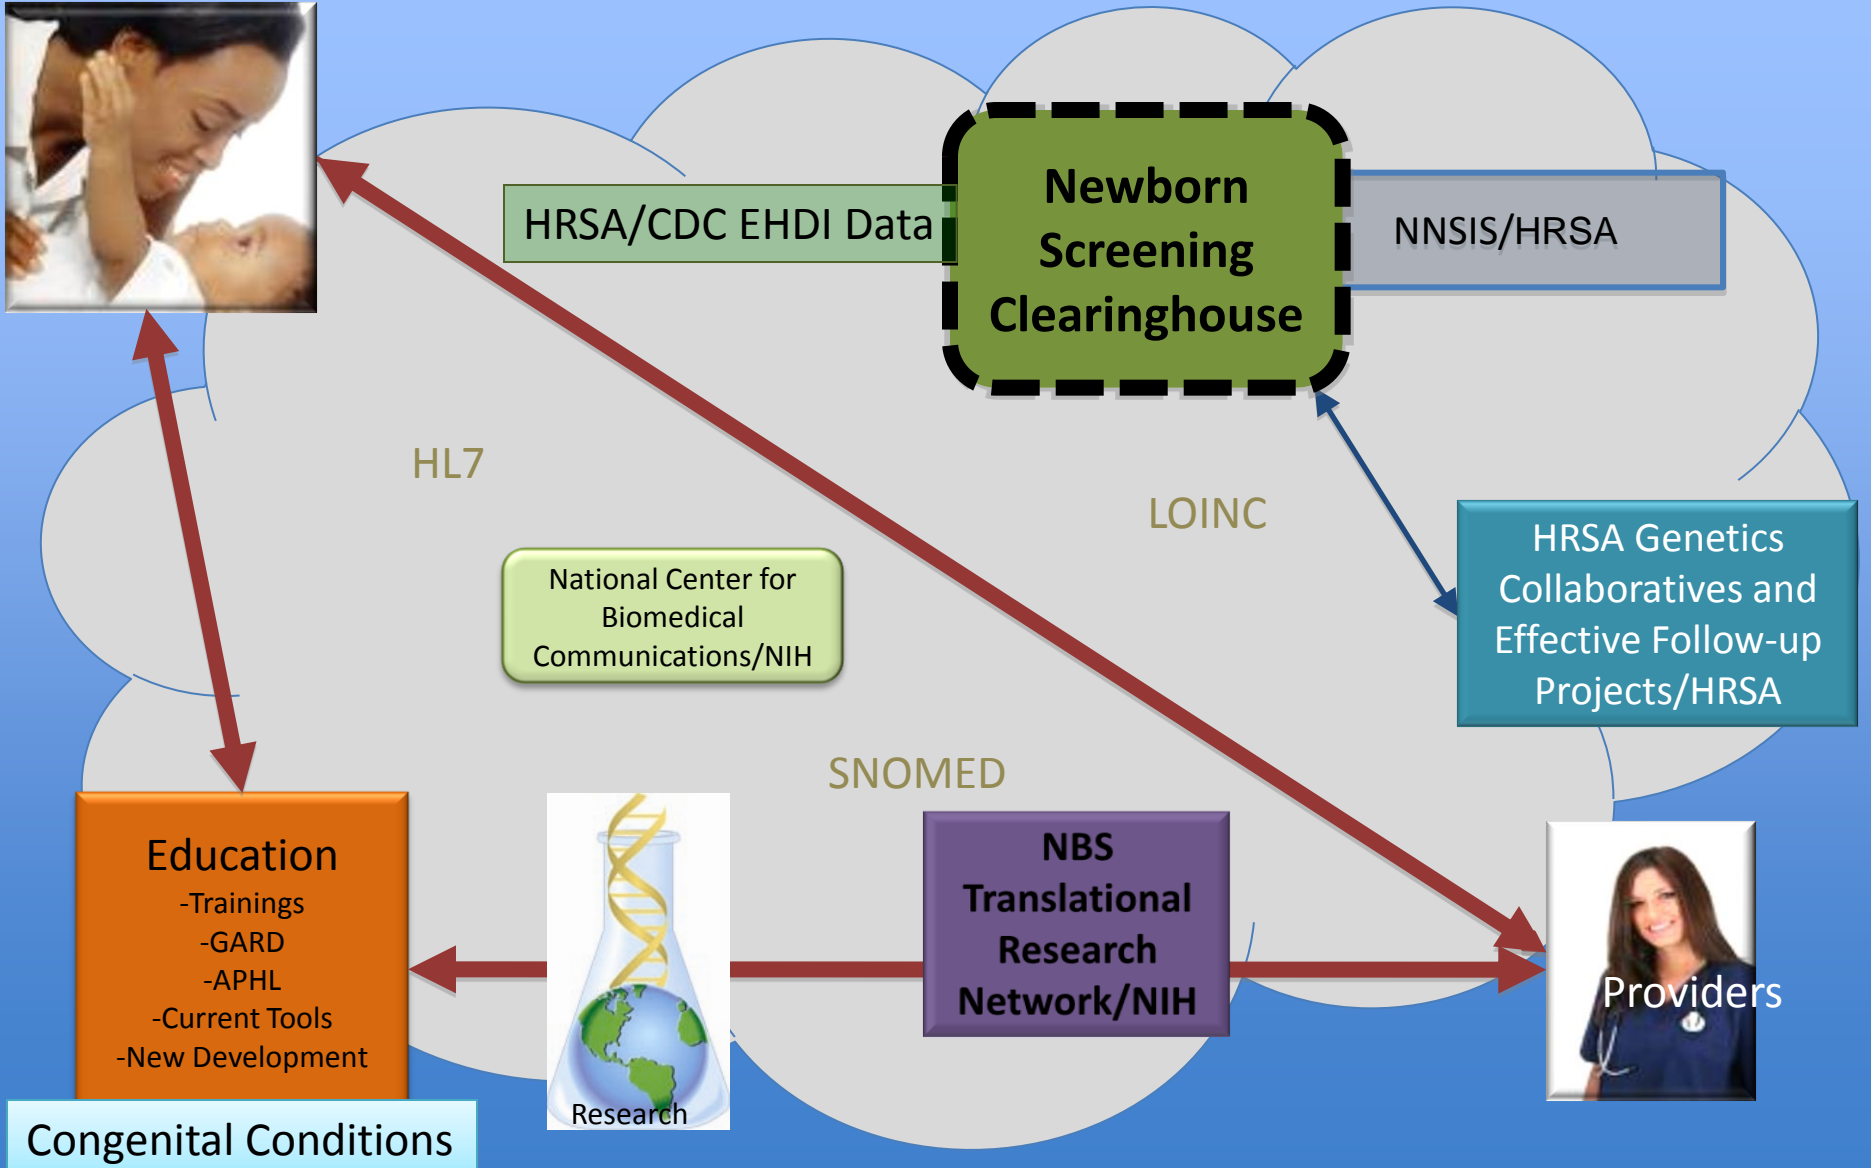 HRSA/CDC EHDI Data
Newborn
Screening
Clearinghouse
NNSIS/HRSA
HL7
LOINC
National Center for
Biomedical
Communications/NIH
HRSA Genetics
Collaboratives and
Effective Follow-up
Projects/HRSA
SNOMED
Education
-Trainings
-GARD
-APHL
-Current Tools
-New Development
Congenital Conditions
Research
NBS
Translational
Research
Network/NIH
Providers